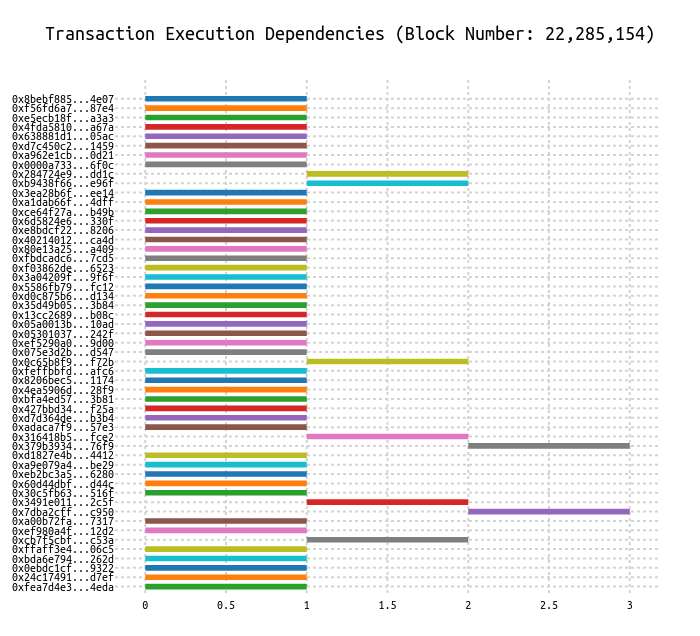 Transaction Execution Dependencies (Block Number: 22,285,154)
0x8bebf885...4e07
0xf56fd6a7...87e4
0xe5ecb18f...a3a3
0x4fda5810...a67a
0x638881d1...05ac
0xd7c450c2...1459
0xa962e1cb...0d21
0x0000a733...6f0c
0x284724e9...dd1c
0xb9438f66...e96f
0x3ea28b6f...ee14
0xa1dab66f...4dff
0xce64f27a...b49b
0x6d5824e6...330f
0xe8bdcf22...8206
0x40214012...ca4d
0x80e13a25...a409
0xfbdcadc6...7cd5
0xf03862de...6523
0x3a04209f...9f6f
0x5586fb79...fc12
0xd0c875b6...d134
0x35d49b05...3b84
0x13cc2689...b08c
0x05a0013b...10ad
0x05301037...242f
0xef5290a0...9d00
0x075e3d2b...d547
0x0c65b8f9...f72b
0xfeffbbfd...afc6
0x8206bec5...1174
0x4ea5906d...28f9
0xbfa4ed57...3b81
0x427bbd34...f25a
0xd7d364de...b3b4
0xadaca7f9...57e3
0x316418b5...fce2
0x379b3934...76f9
0xd1827e4b...4412
0xa9e079a4...be29
0xeb2bc3a5...6280
0x60d44dbf...d44c
0x30c5fb63...516f
0x3491e011...2c5f
0x7dba2cff...c950
0xa00b72fa...7317
0xef980a4f...12d2
0xcb7f5cbf...c53a
0xffaff3e4...06c5
0xbda6e794...262d
0x0ebdc1cf...9322
0x24c17491...d7ef
0xfea7d4e3...4eda
0 0.5 1 1.5 2 2.5 3